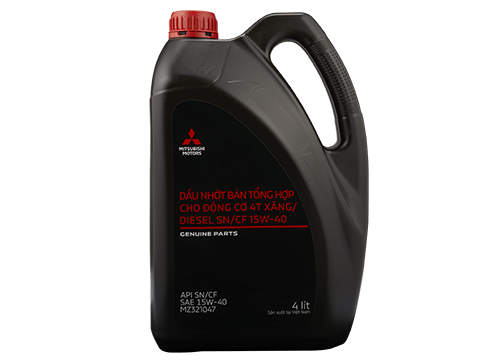 MITSUBISHI
MOTORS
DẦU NHỚT BÁN TỔNG HỢP
CHO ĐỘNG CƠ 4T XĂNG/
DIESEL SN/CF 15W-40
GENUINE PARTS
API SN/CF
SAE 15W-40
MZ321047
4 lít
Sản xuất tại Việt Nam